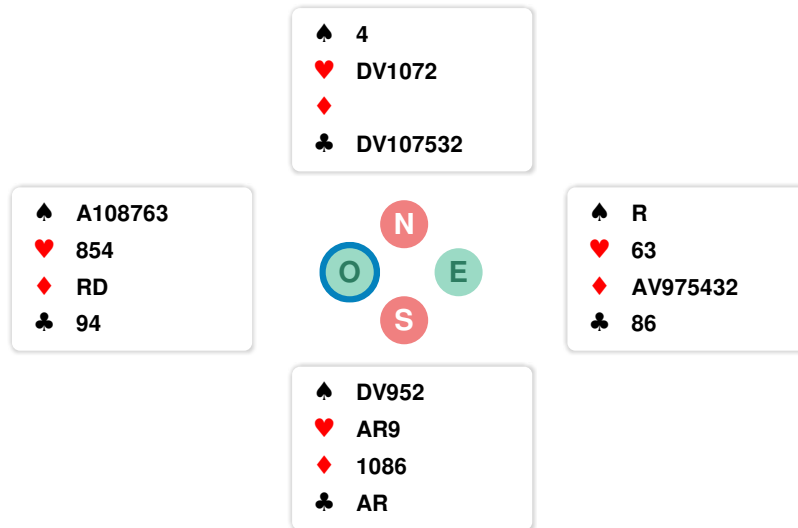 ♠ 4
♥ DV1072
♦
♣ DV107532
♠ A108763
♥ 854
♦ RD
♣ 94
N
O E
S
♠ R
♥ 63
♦ AV975432
♣ 86
♠ DV952
♥ AR9
♦ 1086
♣ AR